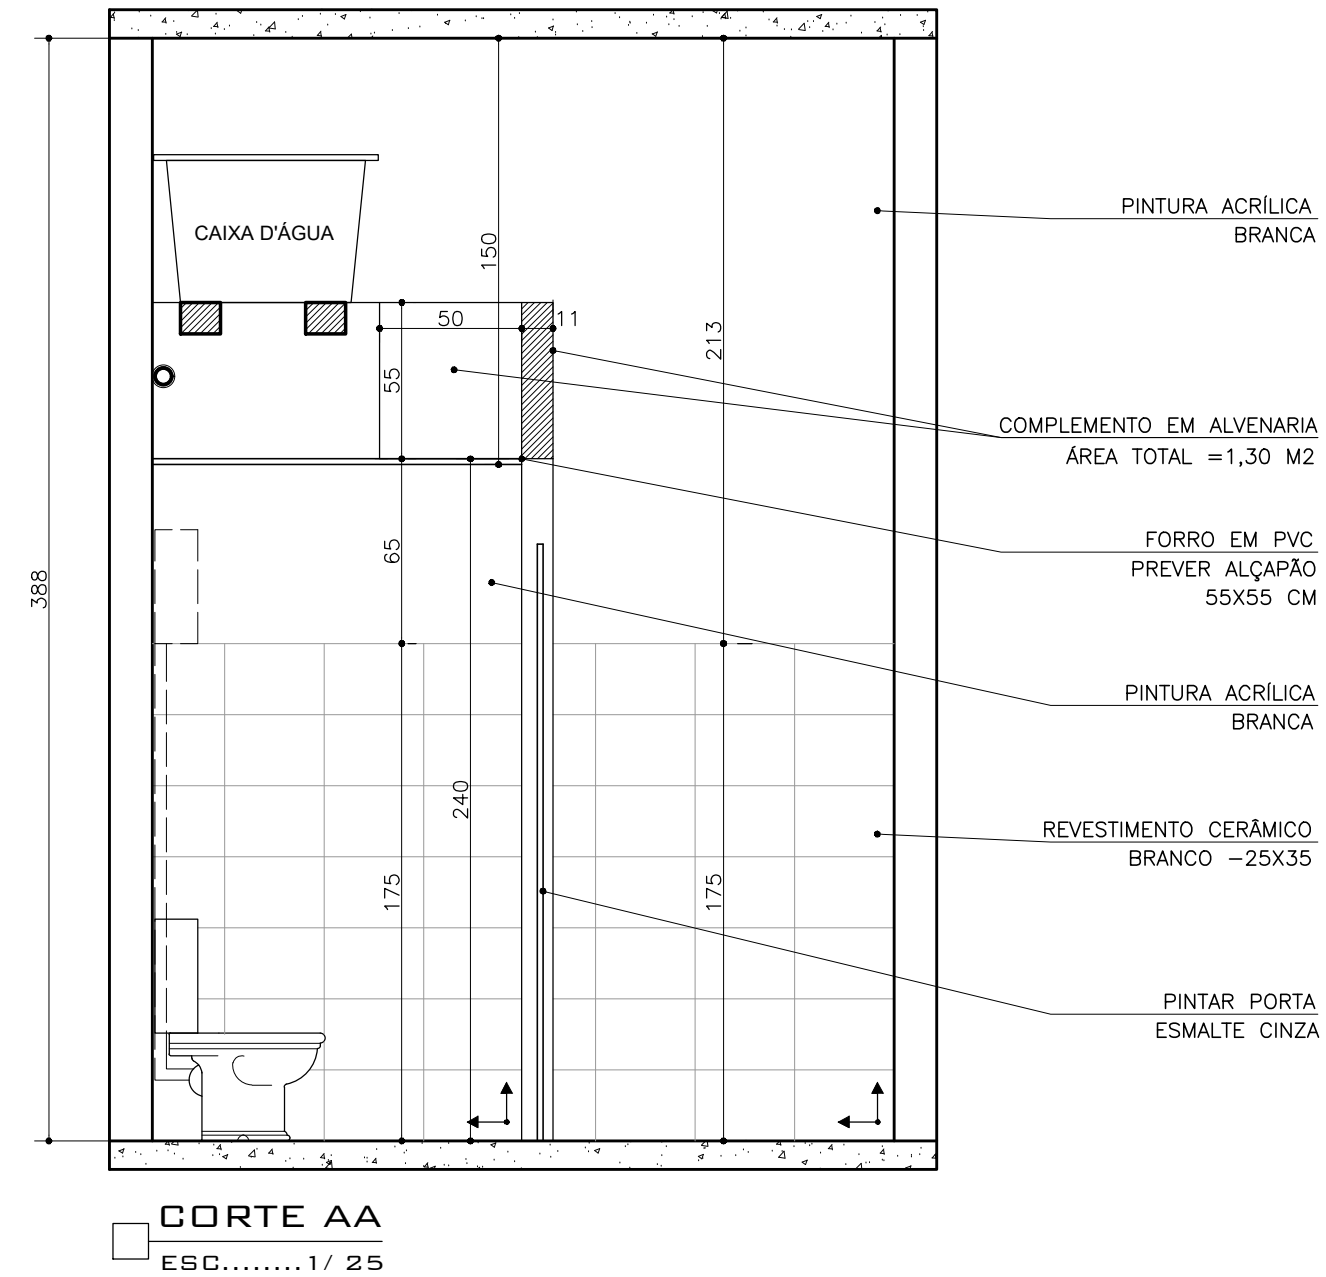 CAIXA D'ÁGUA
150
50
11
213
55
388
65
240
175
175
PINTURA ACRÍLICA
BRANCA
COMPLEMENTO EM ALVENARIA
ÁREA TOTAL =1,30 M2
FORRO EM PVC
PREVER ALÇAPÃO
55X55 CM
PINTURA ACRÍLICA
BRANCA
REVESTIMENTO CERÂMICO
BRANCO -25X35
PINTAR PORTA
ESMALTE CINZA
CORTE AA
ESC........1/ 25